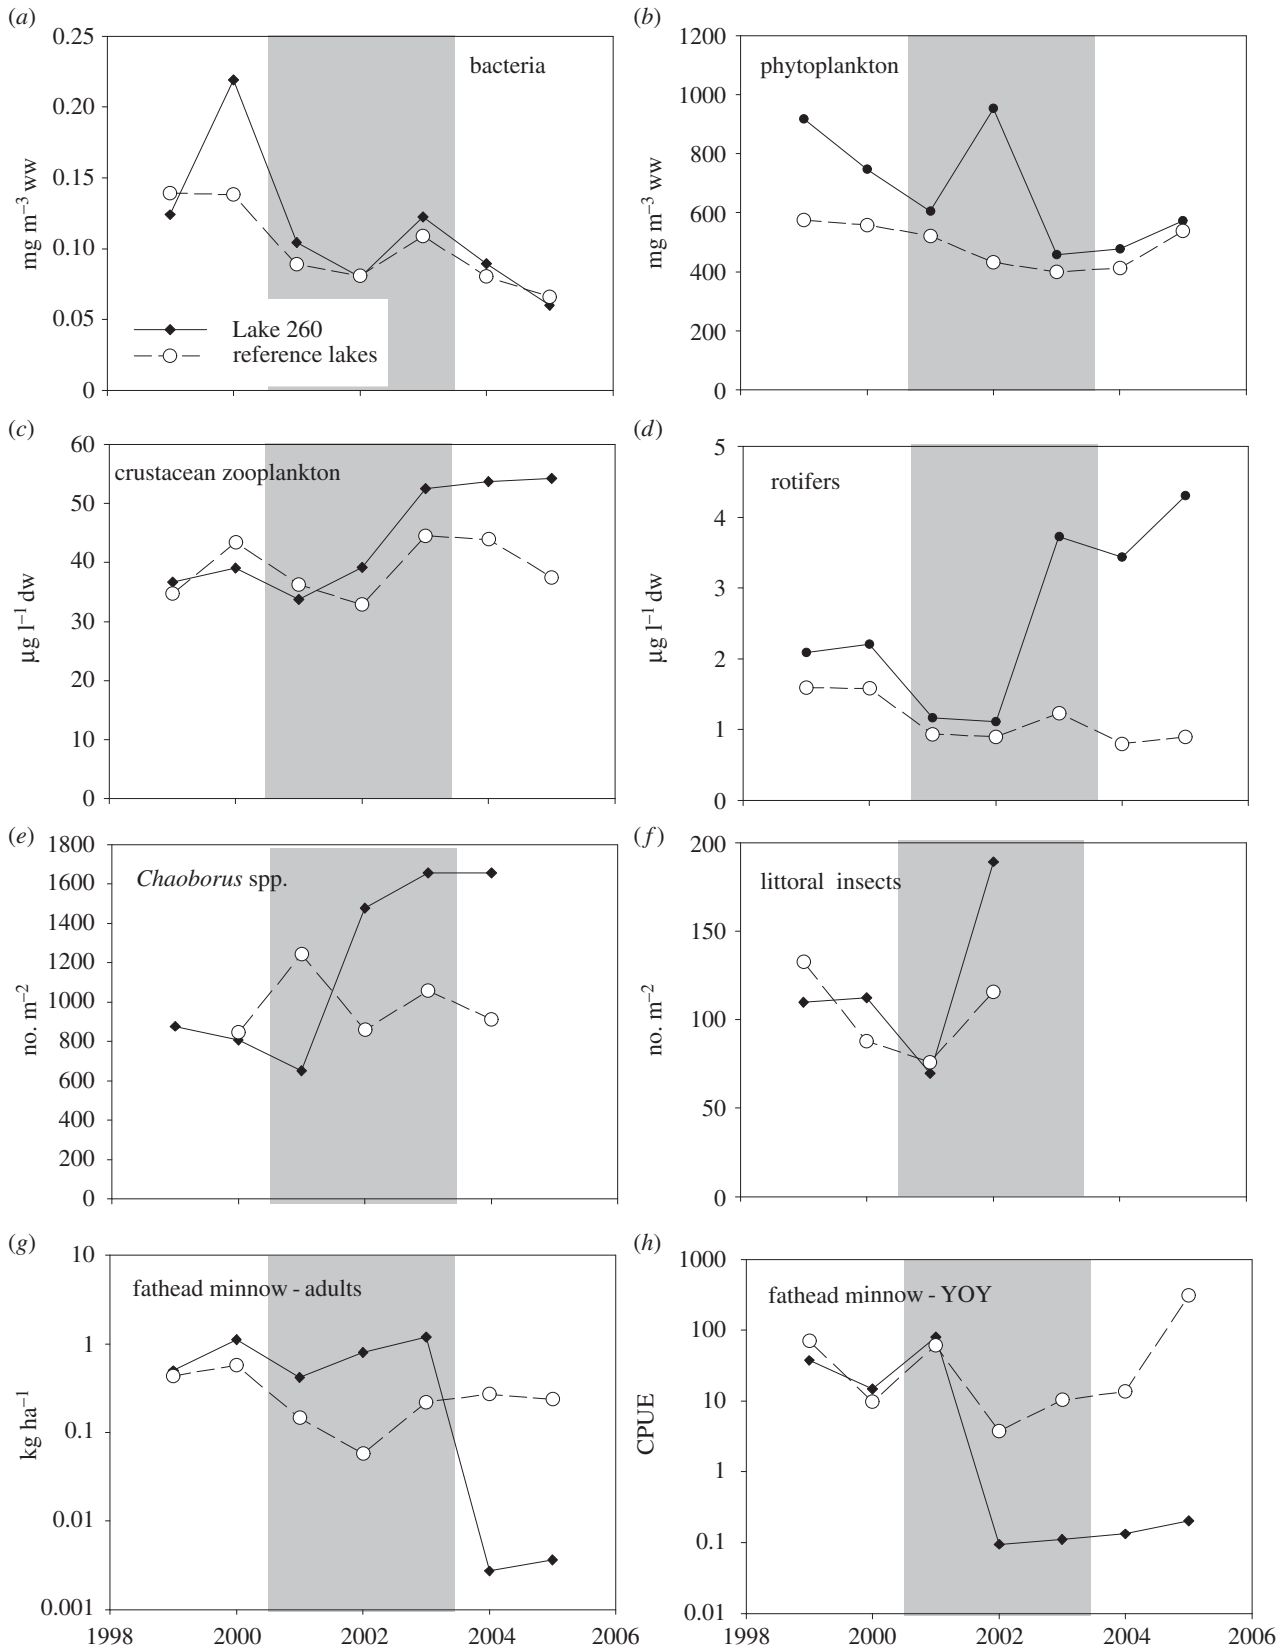 (a)
0.25
0.20
0.15
0.10
0.05
0
mg m⁻³ ww
bacteria
Lake 260
reference lakes
(b)
1200
1000
800
600
400
200
0
mg m⁻³ ww
phytoplankton
(c)
60
50
40
30
20
10
0
µg l⁻¹ dw
crustacean zooplankton
(d)
5
4
3
2
1
0
µg l⁻¹ dw
rotifers
(e)
1800
1600
1400
1200
1000
800
600
400
200
0
no. m⁻²
Chaoborus spp.
(f)
200
150
100
50
0
no. m⁻²
littoral insects
(g)
10
1
0.1
0.01
0.001
kg ha⁻¹
fathead minnow - adults
1998 2000 2002 2004 2006
(h)
1000
100
10
1
0.1
0.01
CPUE
fathead minnow - YOY
1998 2000 2002 2004 2006